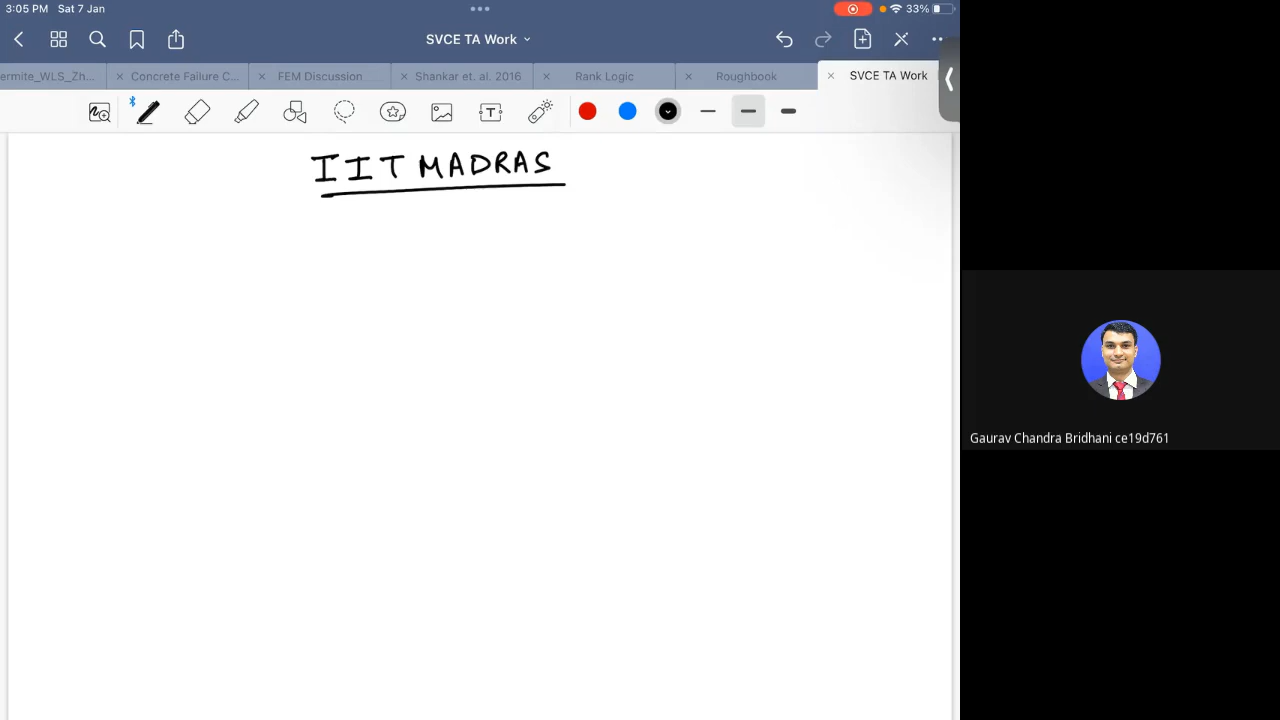 3:05 PM Sat 7 Jan
33%
SVCE TA Work
ermite_WLS_Zh...
Concrete Failure C...
FEM Discussion
Shankar et. al. 2016
Rank Logic
Roughbook
SVCE TA Work
T
IIT MADRAS
Gaurav Chandra Bridhani ce19d761